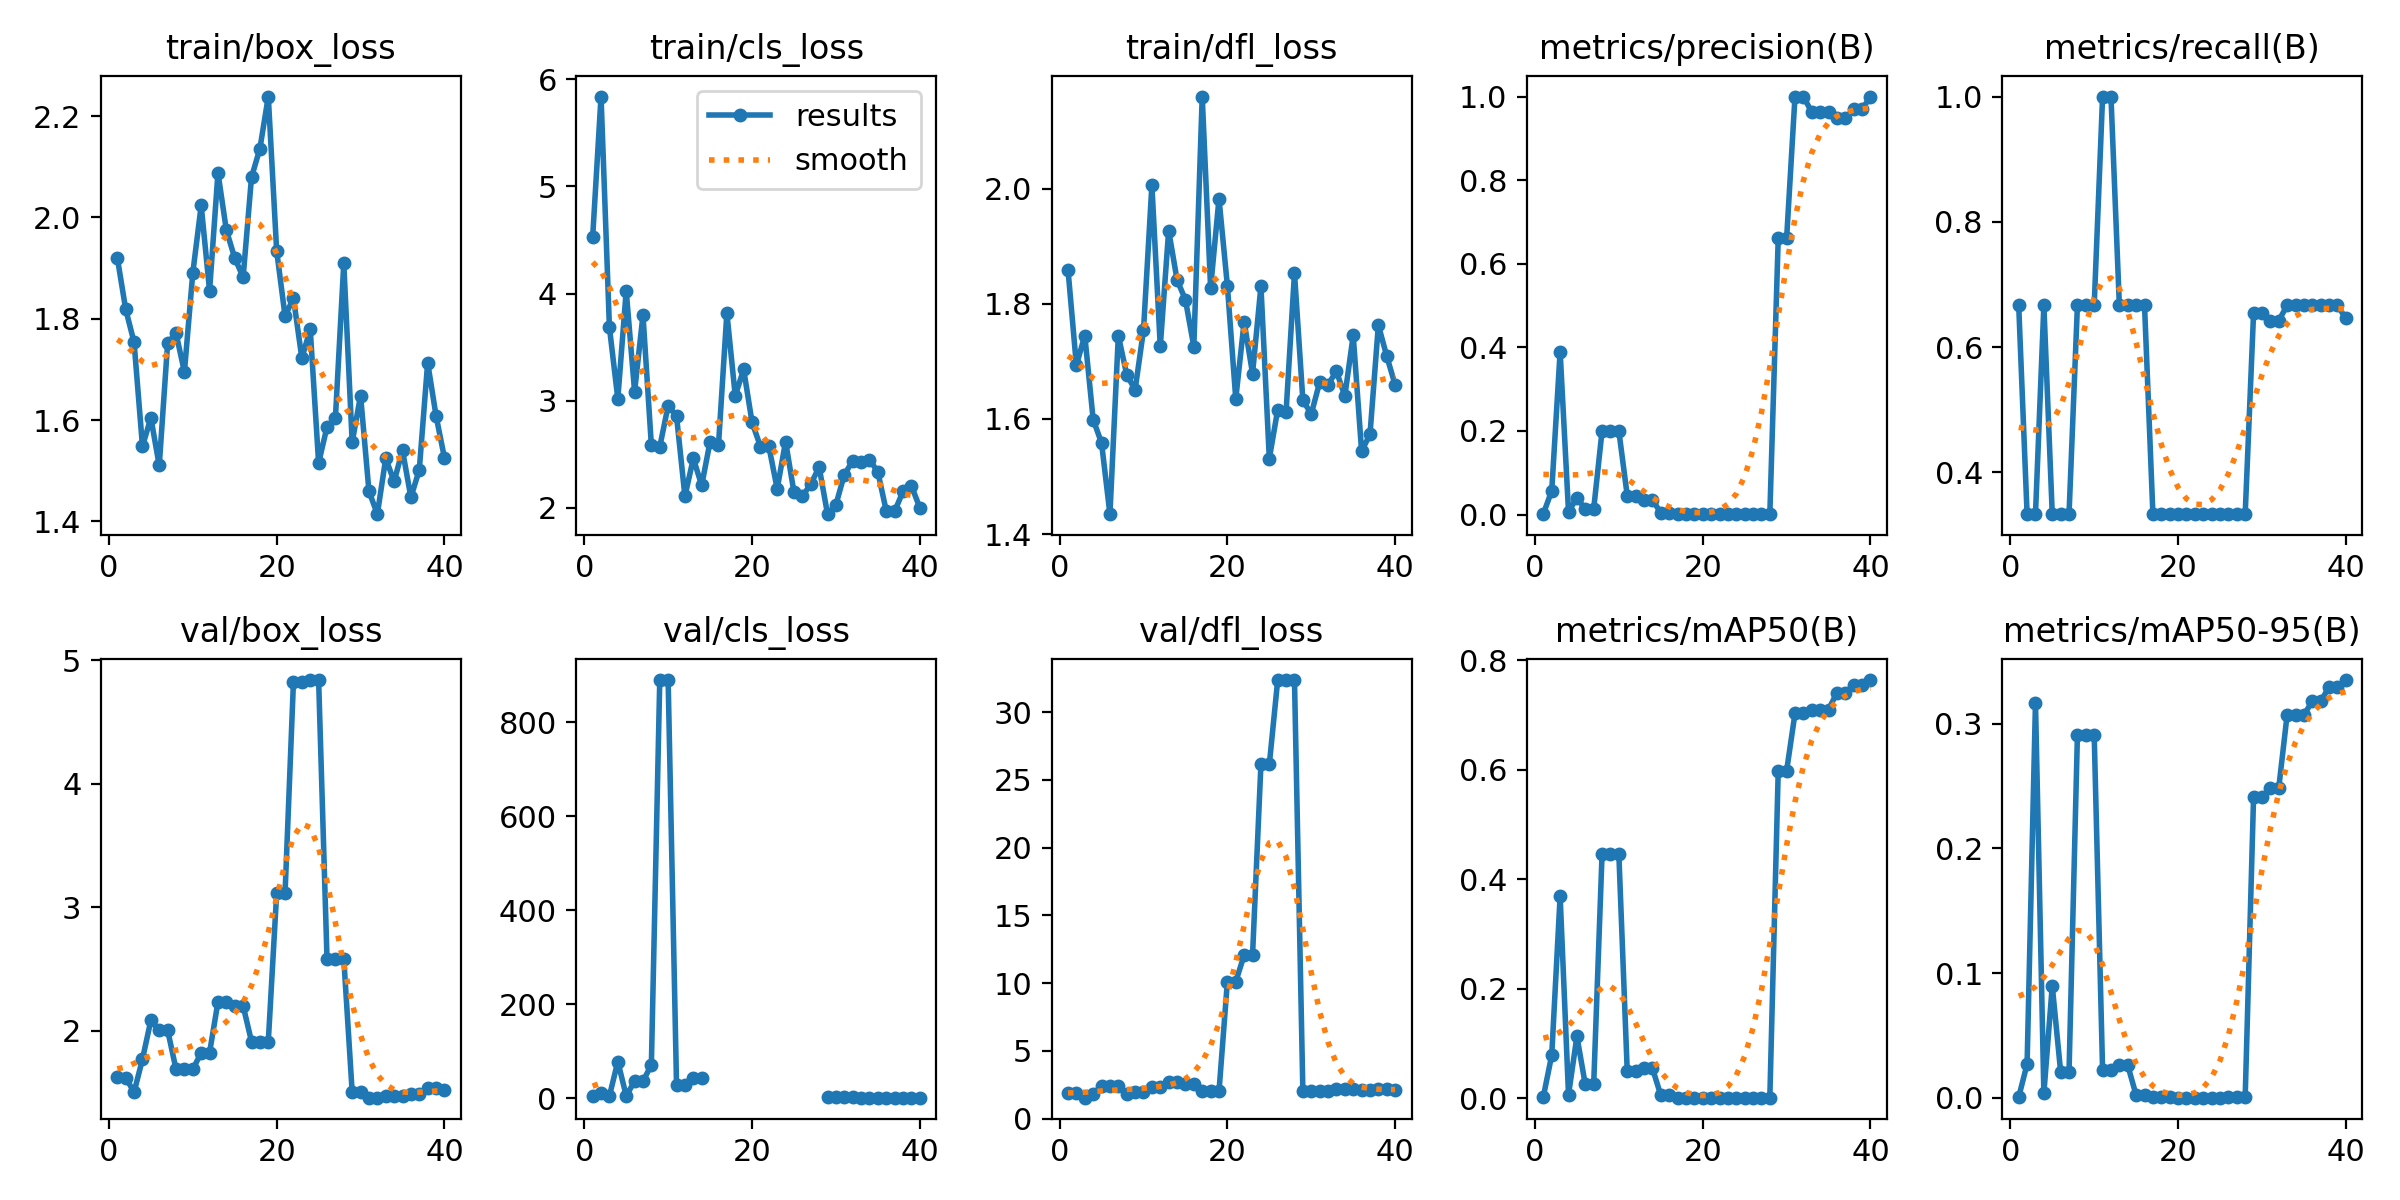 train/box_loss
2.2
2.0
1.8
1.6
1.4
0 20 40
train/cls_loss
6
5
4
3
2
0 20 40
results
smooth
train/dfl_loss
2.0
1.8
1.6
1.4
0 20 40
metrics/precision(B)
1.0
0.8
0.6
0.4
0.2
0.0
0 20 40
metrics/recall(B)
1.0
0.8
0.6
0.4
0 20 40
val/box_loss
5
4
3
2
0 20 40
val/cls_loss
800
600
400
200
0
0 20 40
val/dfl_loss
30
25
20
15
10
5
0
0 20 40
metrics/mAP50(B)
0.8
0.6
0.4
0.2
0.0
0 20 40
metrics/mAP50-95(B)
0.3
0.2
0.1
0.0
0 20 40